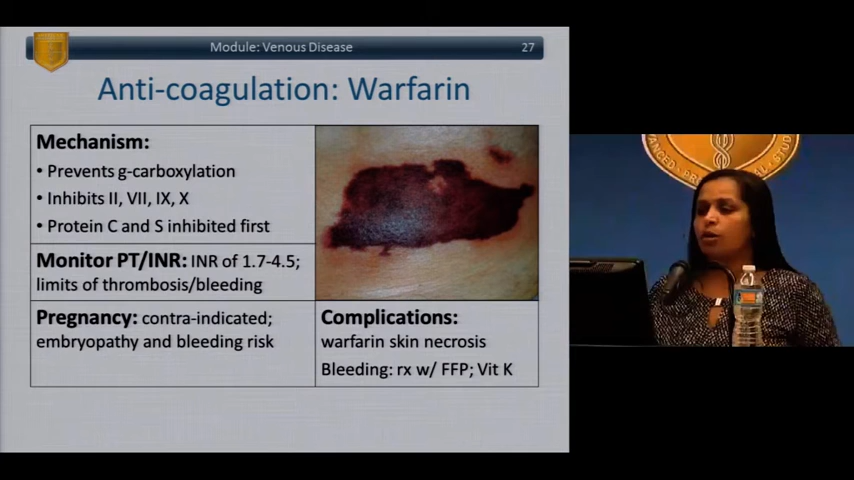 Module: Venous Disease
27
Anti-coagulation: Warfarin
Mechanism:
• Prevents g-carboxylation
• Inhibits II, VII, IX, X
• Protein C and S inhibited first
Monitor PT/INR: INR of 1.7-4.5;
limits of thrombosis/bleeding
Pregnancy: contra-indicated;
embryopathy and bleeding risk
Complications:
warfarin skin necrosis
Bleeding: rx w/ FFP; Vit K